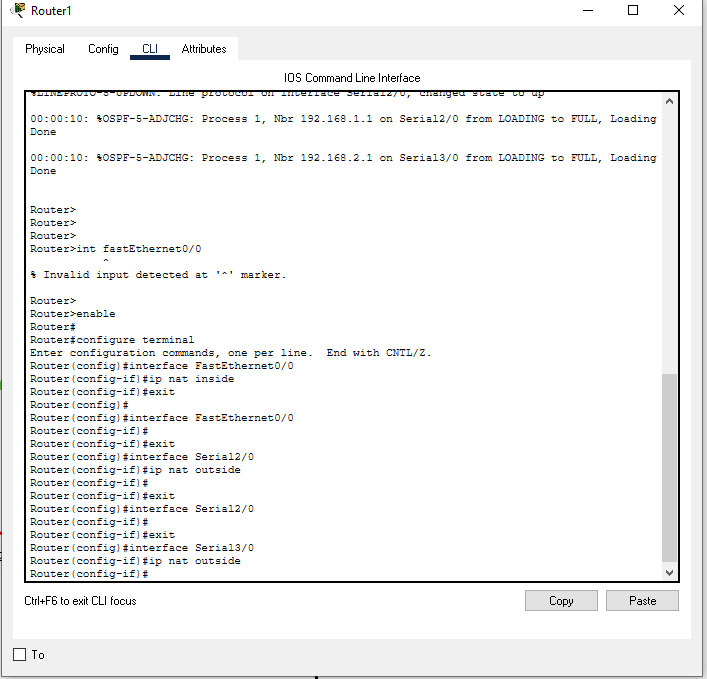 Router1
Physical Config CLI Attributes
IOS Command Line Interface
%LINEPROTO-5-UPDOWN: Line protocol on Interface Serial2/0, changed state to up
00:00:10: %OSPF-5-ADJCHG: Process 1, Nbr 192.168.1.1 on Serial2/0 from LOADING to FULL, Loading
Done
00:00:10: %OSPF-5-ADJCHG: Process 1, Nbr 192.168.2.1 on Serial3/0 from LOADING to FULL, Loading
Done
Router>
Router>
Router>
Router>int fastEthernet0/0
^
% Invalid input detected at '^' marker.
Router>
Router>enable
Router#
Router#configure terminal
Enter configuration commands, one per line.  End with CNTL/Z.
Router(config)#interface FastEthernet0/0
Router(config-if)#ip nat inside
Router(config-if)#exit
Router(config)#
Router(config)#interface FastEthernet0/0
Router(config-if)#
Router(config-if)#exit
Router(config)#interface Serial2/0
Router(config-if)#ip nat outside
Router(config-if)#
Router(config-if)#exit
Router(config)#interface Serial2/0
Router(config-if)#
Router(config-if)#exit
Router(config)#interface Serial3/0
Router(config-if)#ip nat outside
Router(config-if)#
Ctrl+F6 to exit CLI focus
Copy Paste
To